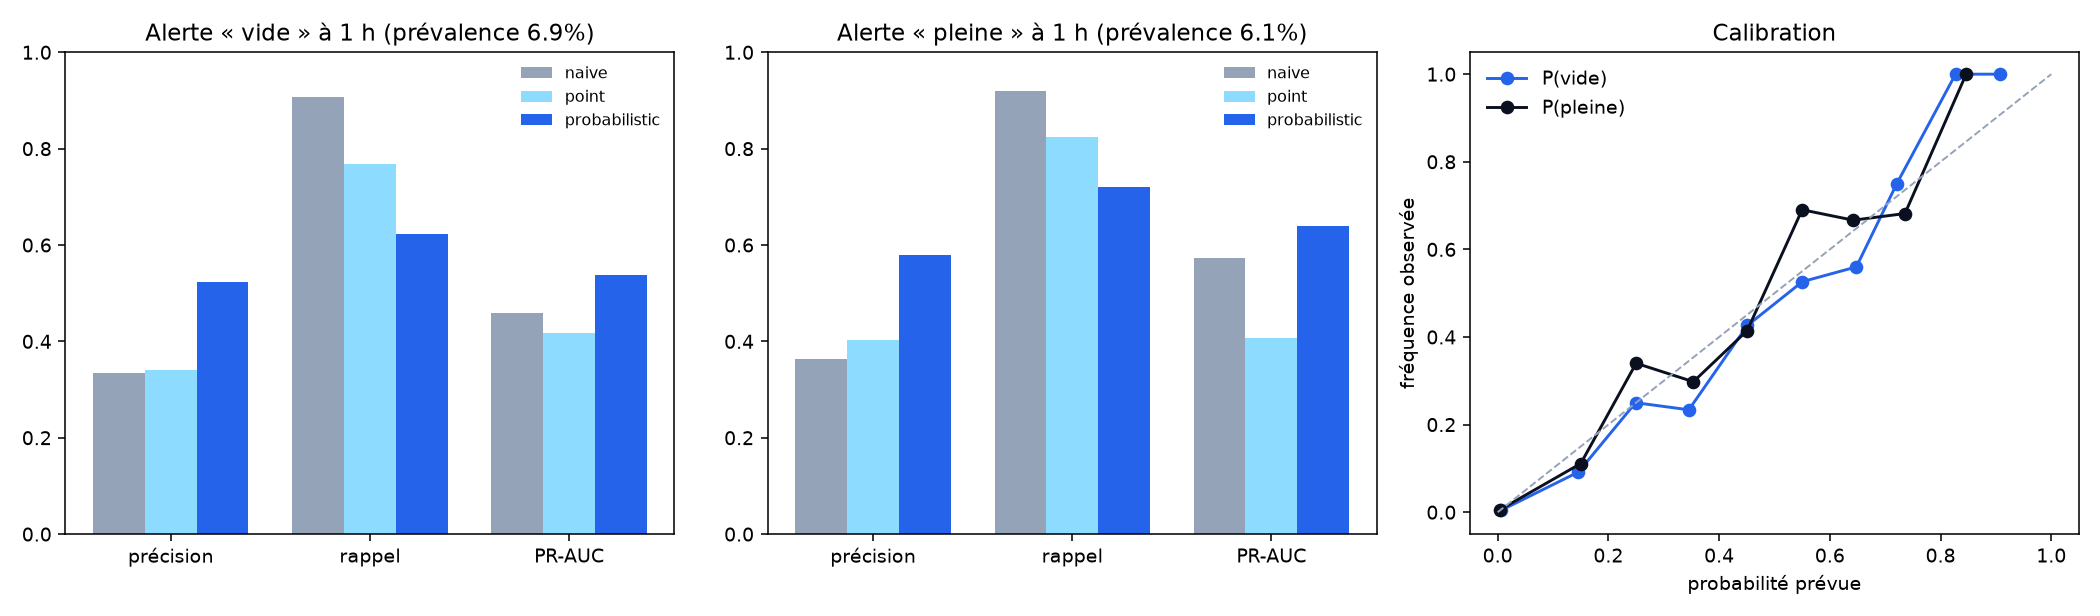 Alerte « vide » à 1 h (prévalence 6.9%)
1.0
0.8
0.6
0.4
0.2
0.0
naive
point
probabilistic
précision
rappel
PR-AUC
Alerte « pleine » à 1 h (prévalence 6.1%)
1.0
0.8
0.6
0.4
0.2
0.0
naive
point
probabilistic
précision
rappel
PR-AUC
Calibration
fréquence observée
1.0
0.8
0.6
0.4
0.2
0.0
P(vide)
P(pleine)
0.0
0.2
0.4
0.6
0.8
1.0
probabilité prévue